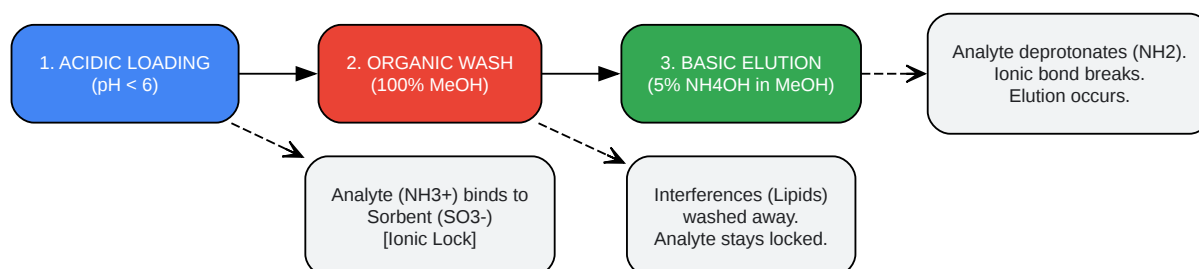 1. ACIDIC LOADING
(pH < 6)
2. ORGANIC WASH
(100% MeOH)
3. BASIC ELUTION
(5% NH4OH in MeOH)
Analyte deprotonates (NH2).
Ionic bond breaks.
Elution occurs.
Analyte (NH3+) binds to
Sorbent (SO3-)
[Ionic Lock]
Interferences (Lipids)
washed away.
Analyte stays locked.